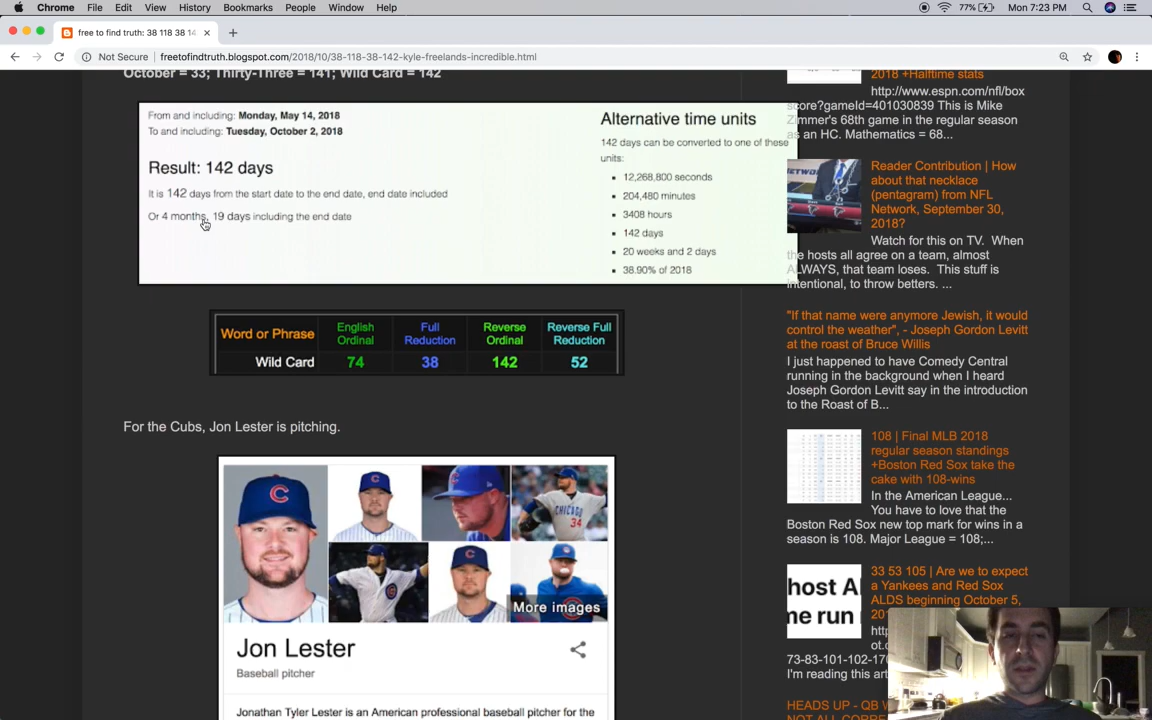 Chrome File Edit View History Bookmarks People Window Help 77% Mon 7:23 PM
free to find truth: 38 118 38 14
Not Secure freetofindtruth.blogspot.com/2018/10/38-118-38-142-kyle-freelands-incredible.html
October = 33; Thirty-Three = 141; Wild Card = 142
From and including: Monday, May 14, 2018
To and including: Tuesday, October 2, 2018
Result: 142 days
It is 142 days from the start date to the end date, end date included
Or 4 months, 19 days including the end date
Alternative time units
142 days can be converted to one of these
units:
12,268,800 seconds
204,480 minutes
3408 hours
142 days
20 weeks and 2 days
38.90% of 2018
Word or Phrase English Ordinal Full Reduction Reverse Ordinal Reverse Full Reduction
Wild Card 74 38 142 52
For the Cubs, Jon Lester is pitching.
CHICAGO
34
More images
Jon Lester
Baseball pitcher
Jonathan Tyler Lester is an American professional baseball pitcher for the
2018 +Halftime stats
http://www.espn.com/nfl/box
score?gameId=401030839 This is Mike
Zimmer's 68th game in the regular season
as an HC. Mathematics = 68...
Reader Contribution | How
about that necklace
(pentagram) from NFL
Network, September 30,
2018?
Watch for this on TV. When
the hosts all agree on a team, almost
ALWAYS, that team loses. This stuff is
intentional, to throw betters. ...
"If that name were anymore Jewish, it would
control the weather", - Joseph Gordon Levitt
at the roast of Bruce Willis
I just happened to have Comedy Central
running in the background when I heard
Joseph Gordon Levitt say in the introduction
to the Roast of B...
108 | Final MLB 2018
regular season standings
+Boston Red Sox take the
cake with 108-wins
In the American League...
You have to love that the
Boston Red Sox new top mark for wins in a
season is 108. Major League = 108;...
33 53 105 | Are we to expect
a Yankees and Red Sox
ALDS beginning October 5,
host A
me run
73-83-101-102-17
I'm reading this art
HEADS UP - QB W
NOT ALL CORRE